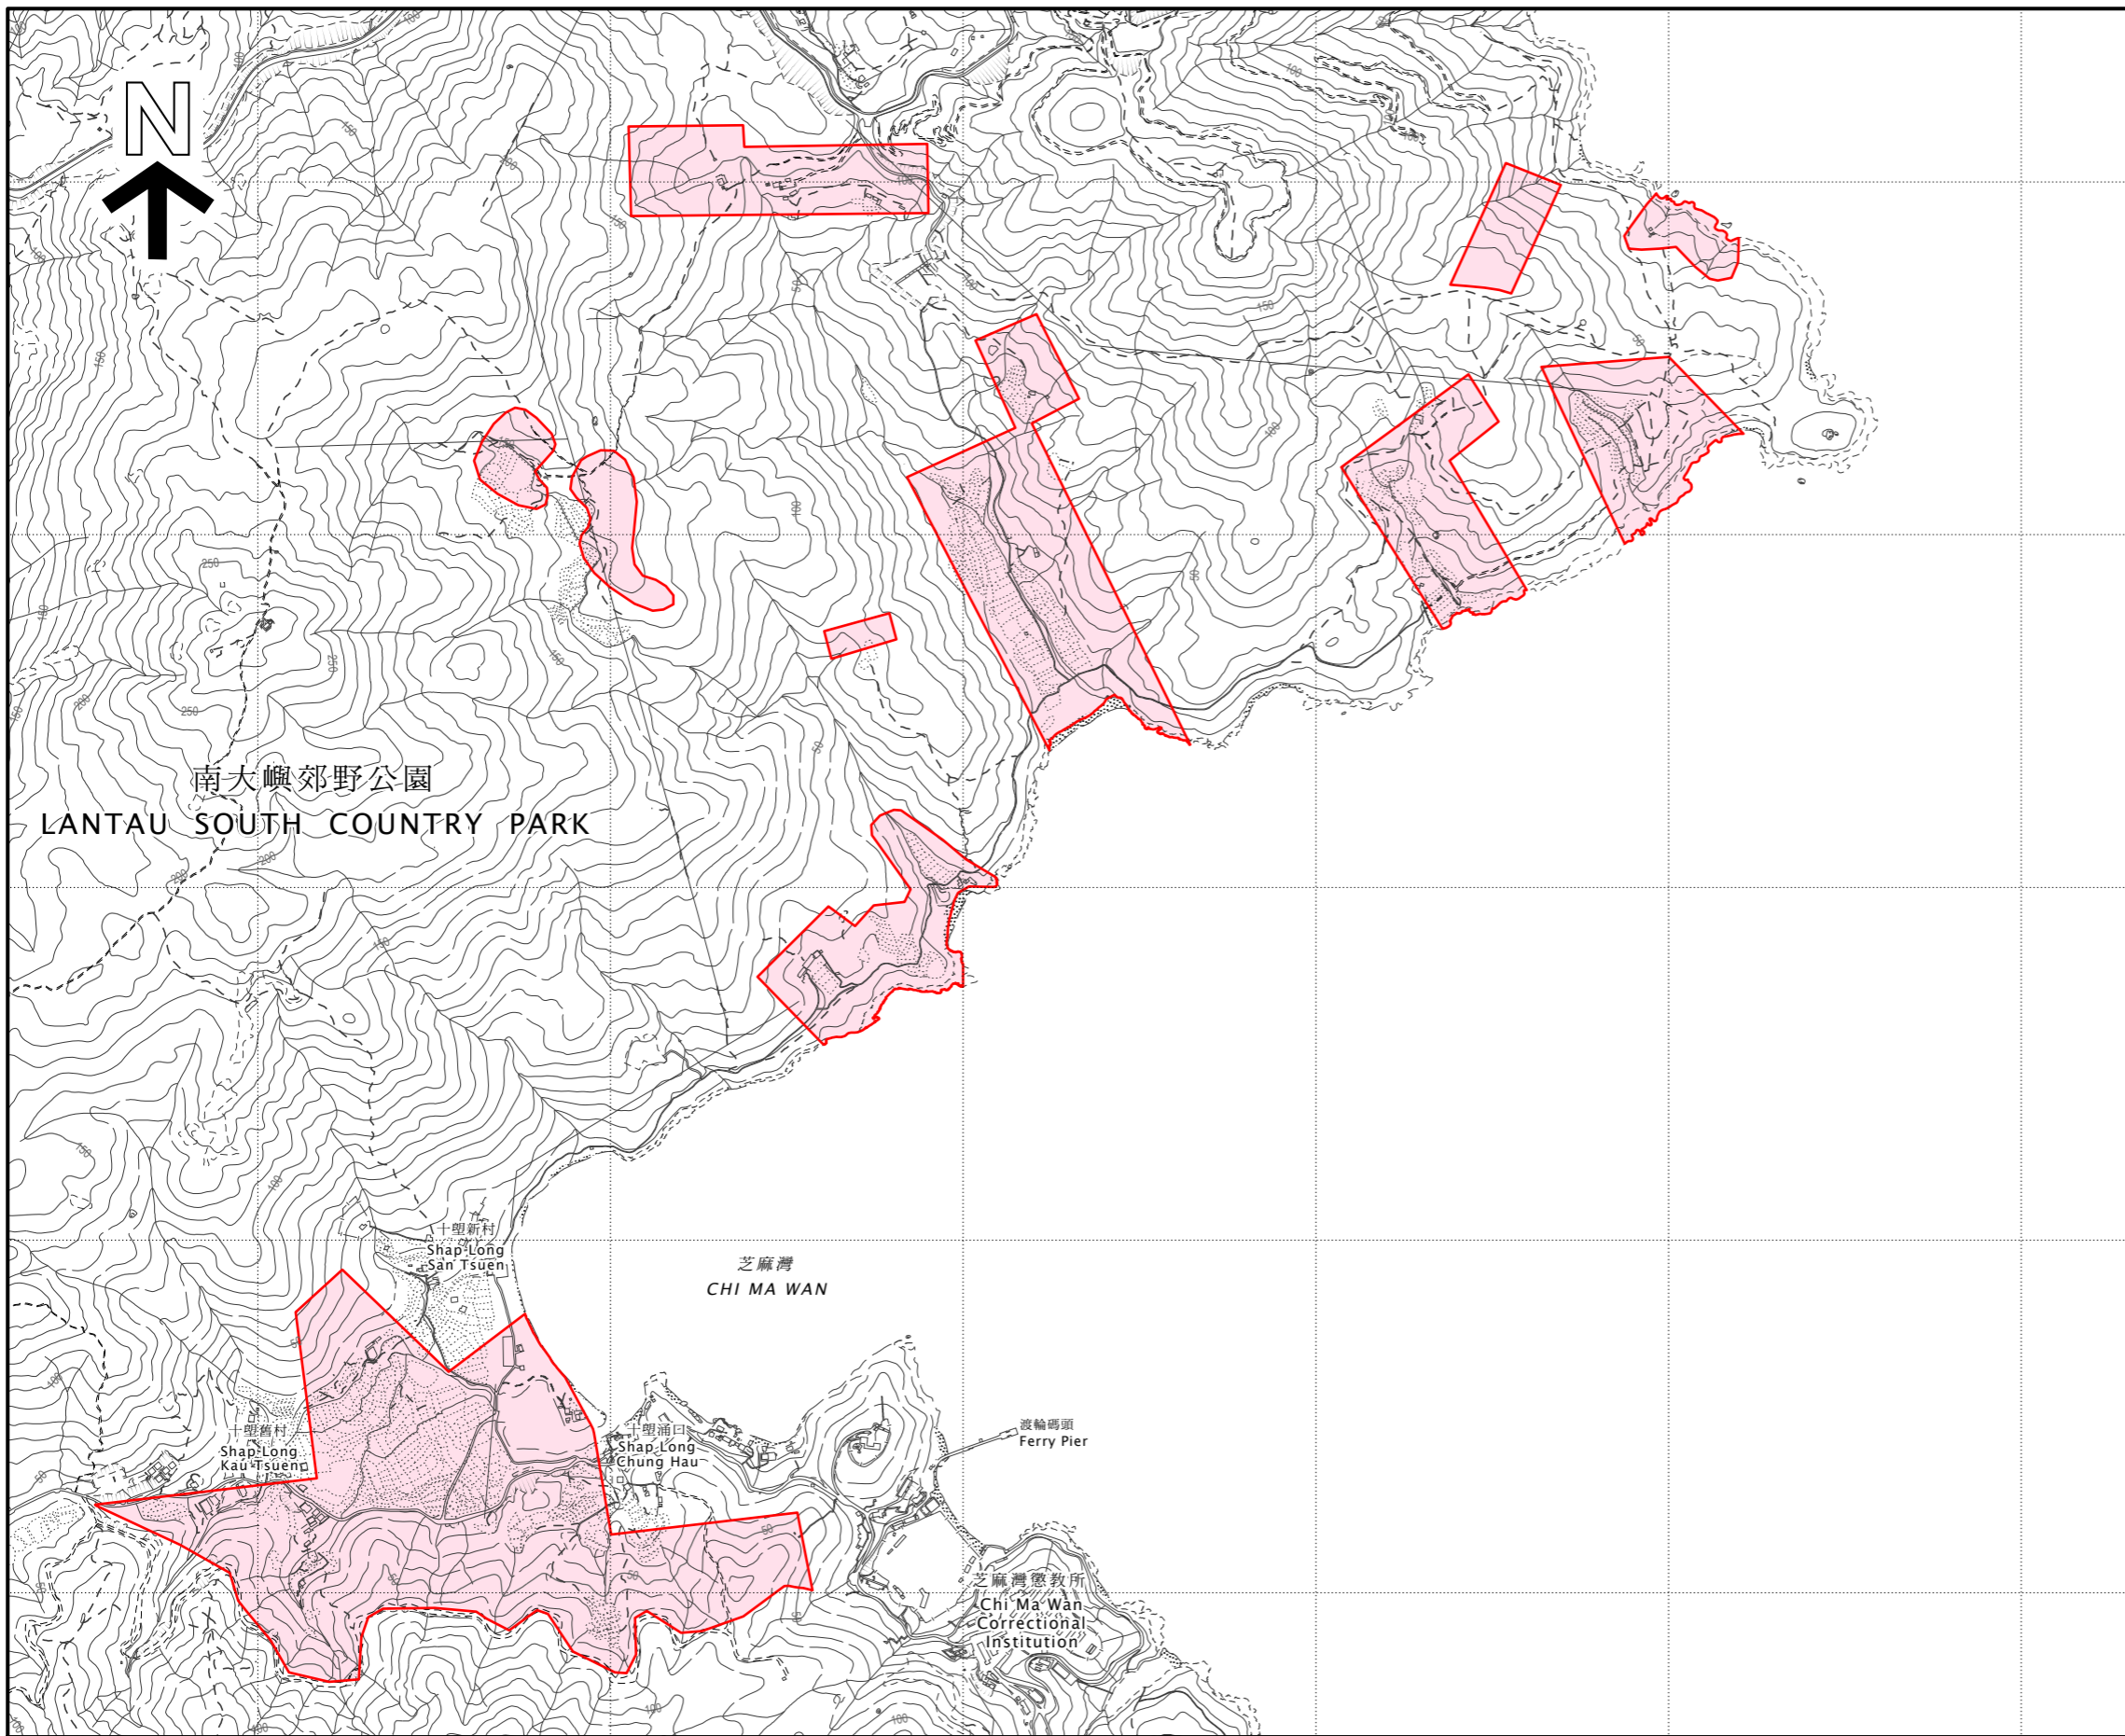 N
南大嶼郊野公園
LANTAU SOUTH COUNTRY PARK
十塱新村
Shap Long
San Tsuen
芝麻灣
CHI MA WAN
十塱舊村
Shap Long
Kau Tsuen
十塱涌口
Shap Long
Chung Hau
渡輪碼頭
Ferry Pier
芝麻灣懲教所
Chi Ma Wan
Correctional
Institution